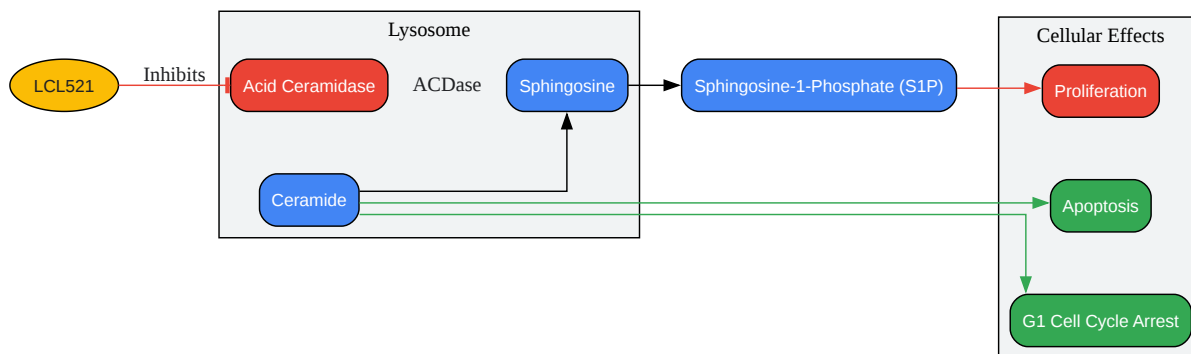 Lysosome
Cellular Effects
LCL521
Inhibits
Acid Ceramidase
ACDase
Sphingosine
Sphingosine-1-Phosphate (S1P)
Proliferation
Ceramide
Apoptosis
G1 Cell Cycle Arrest